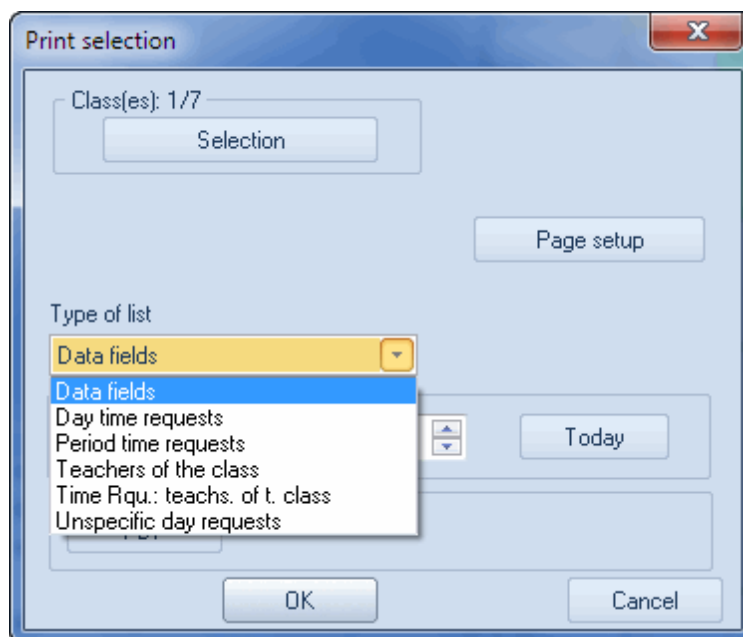 Print selection
Class(es): 1/7
Selection
Page setup
Type of list
Data fields
Data fields
Day time requests
Period time requests
Teachers of the class
Time Rqu.: teachs. of t. class
Unspecific day requests
Today
OK
Cancel